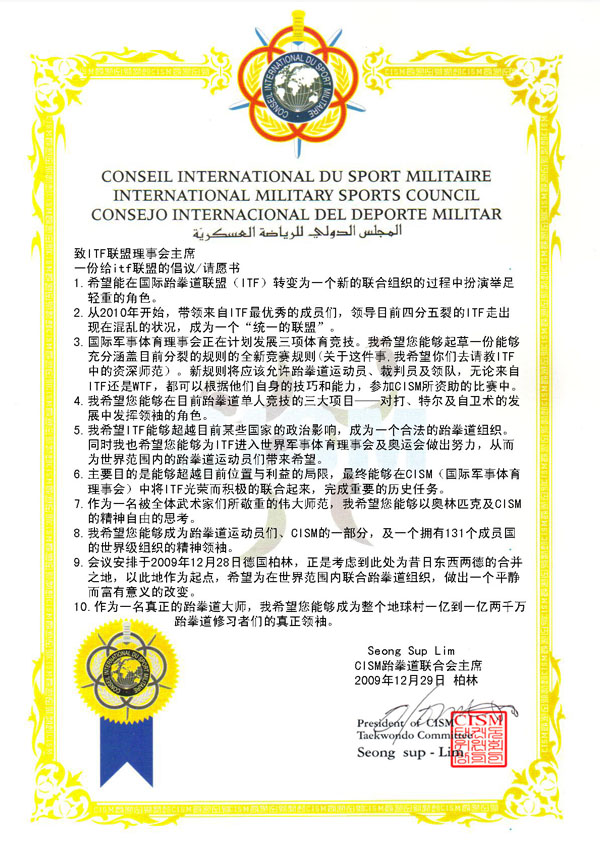 CONSEIL INTERNATIONAL DU SPORT MILITAIRE
CONSEIL INTERNATIONAL DU SPORT MILITAIRE
INTERNATIONAL MILITARY SPORTS COUNCIL
CONSEJO INTERNACIONAL DEL DEPORTE MILITAR
المجلس الدولي للرياضة العسكرية
致ITF联盟理事会主席
一份给itf联盟的倡议/请愿书
1. 希望能在国际跆拳道联盟（ITF）转变为一个新的联合组织的过程中扮演举足
轻重的角色。
2. 从2010年开始，带领来自ITF最优秀的成员们，领导目前四分五裂的ITF走出
现在混乱的状况，成为一个“统一的联盟”。
3. 国际军事体育理事会正在计划发展三项体育竞技。我希望您能够起草一份能够
充分涵盖目前分裂的规则的全新竞赛规则(关于这件事,我希望你们去请教ITF
中的资深师范）。新规则将应该允许跆拳道运动员、裁判员及领队，无论来自
ITF还是WTF，都可以根据他们自身的技巧和能力，参加CISM所资助的比赛中。
4. 我希望您能够在目前跆拳道单人竞技的三大项目——对打、特尔及自卫术的发
展中发挥领袖的角色。
5. 我希望ITF能够超越目前某些国家的政治影响，成为一个合法的跆拳道组织。
同时我也希望您能够为ITF进入世界军事体育理事会及奥运会做出努力，从而
为世界范围内的跆拳道运动员们带来希望。
6. 主要目的是能够超越目前位置与利益的局限，最终能够在CISM（国际军事体育
理事会）中将ITF光荣而积极的联合起来，完成重要的历史任务。
7. 作为一名被全体武术家们所敬重的伟大师范，我希望您能够以奥林匹克及CISM
的精神自由的思考。
8. 我希望您能够成为跆拳道运动员们、CISM的一部分，及一个拥有131个成员国
的世界级组织的精神领袖。
9. 会议安排于2009年12月28日德国柏林，正是考虑到此处为昔日东西两德的合并
之地，以此地作为起点，希望为在世界范围内联合跆拳道组织，做出一个平静
而富有意义的改变。
10. 作为一名真正的跆拳道大师，我希望您能够成为整个地球村一亿到一亿两千万
跆拳道修习者们的真正领袖。
Seong Sup Lim
CISM跆拳道联合会主席
2009年12月29日 柏林
President of CISM
Taekwondo Committee
Seong sup - Lim
CISM
CONSEIL INTERNATIONAL DU SPORT MILITAIRE